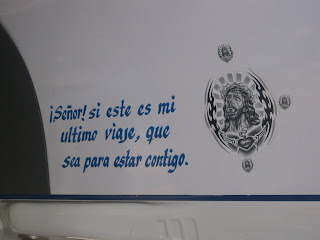 ¡Señor! si este es mi
ultimo viaje, que
sea para estar contigo.